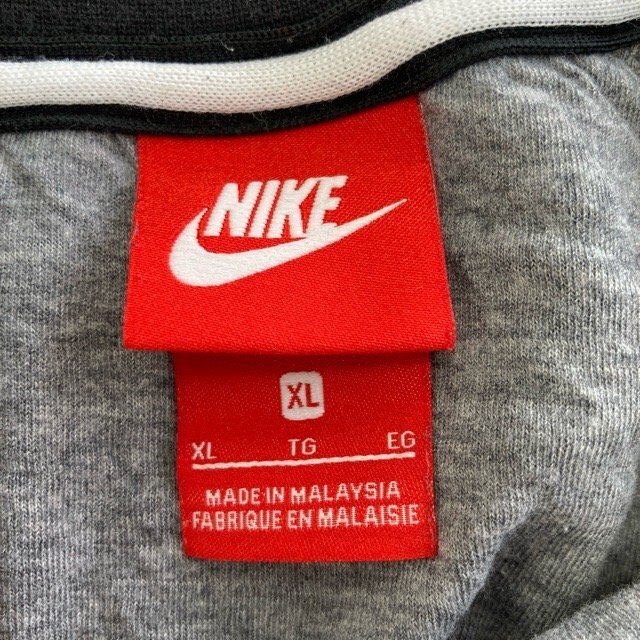 NIKE
XL
XL TG EG
MADE IN MALAYSIA
FABRIQUE EN MALAISIE